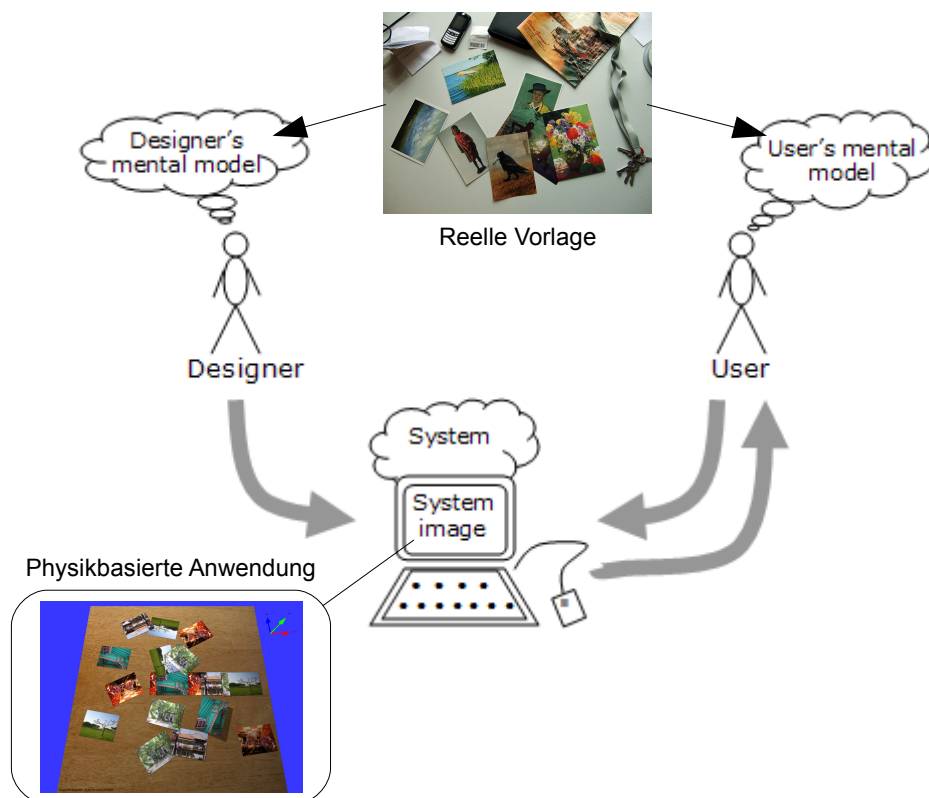 Designer's
mental model
User's mental
model
Reelle Vorlage
Designer
User
System
System
image
Physikbasierte Anwendung